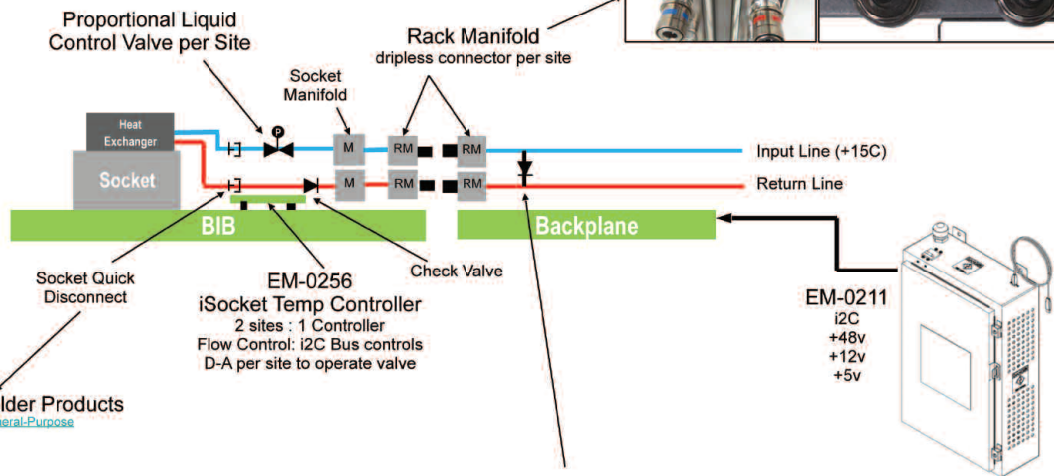 Proportional Liquid
Control Valve per Site
Rack Manifold
dripless connector per site
Socket
Manifold
P
Heat
Exchanger
Socket
M
RM
RM
Input Line (+15C)
M
RM
RM
Return Line
BIB
Backplane
Socket Quick
Disconnect
EM-0256
iSocket Temp Controller
2 sites : 1 Controller
Flow Control: i2C Bus controls
D-A per site to operate valve
Check Valve
EM-0211
i2C
+48v
+12v
+5v
lder Products
neral-Purpose